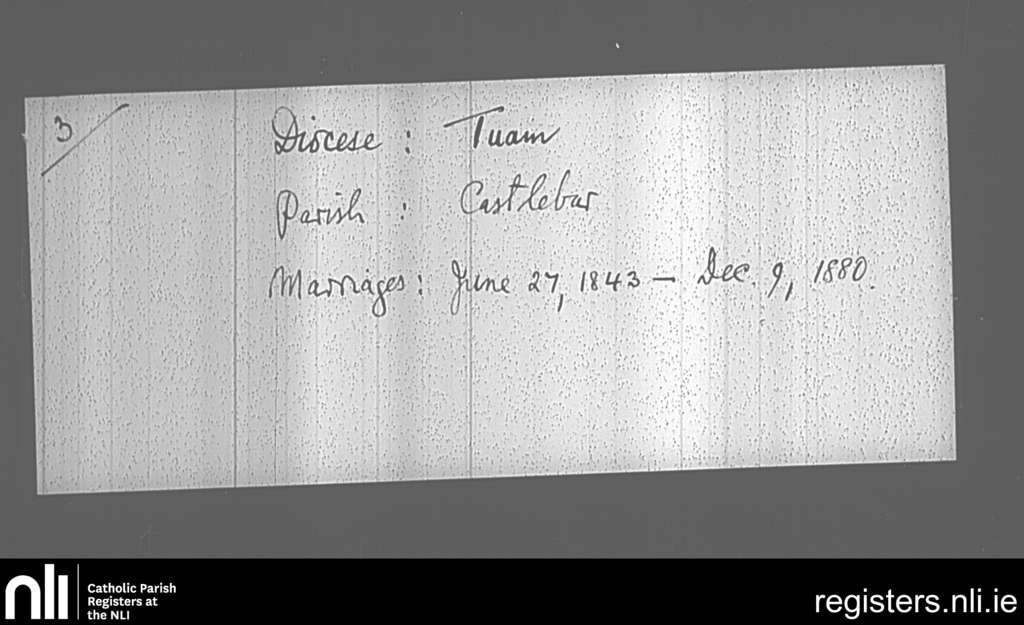 3/
Diocese : Tuam
Parish : Castlebar
Marriages : June 27, 1843 — Dec. 9, 1880.
nli
Catholic Parish
Registers at
the NLI
registers.nli.ie